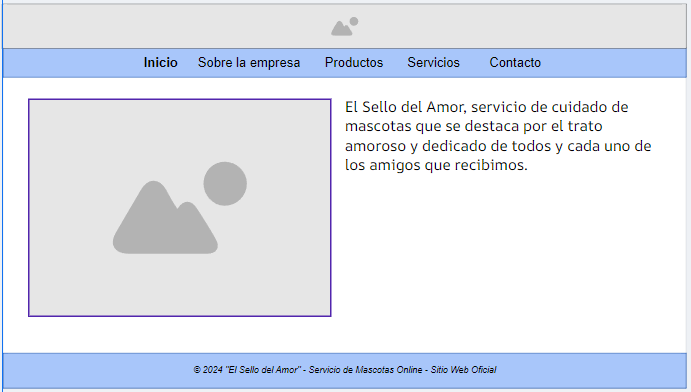 Inicio Sobre la empresa Productos Servicios Contacto
El Sello del Amor, servicio de cuidado de
mascotas que se destaca por el trato
amoroso y dedicado de todos y cada uno de
los amigos que recibimos.
© 2024 "El Sello del Amor" - Servicio de Mascotas Online - Sitio Web Oficial